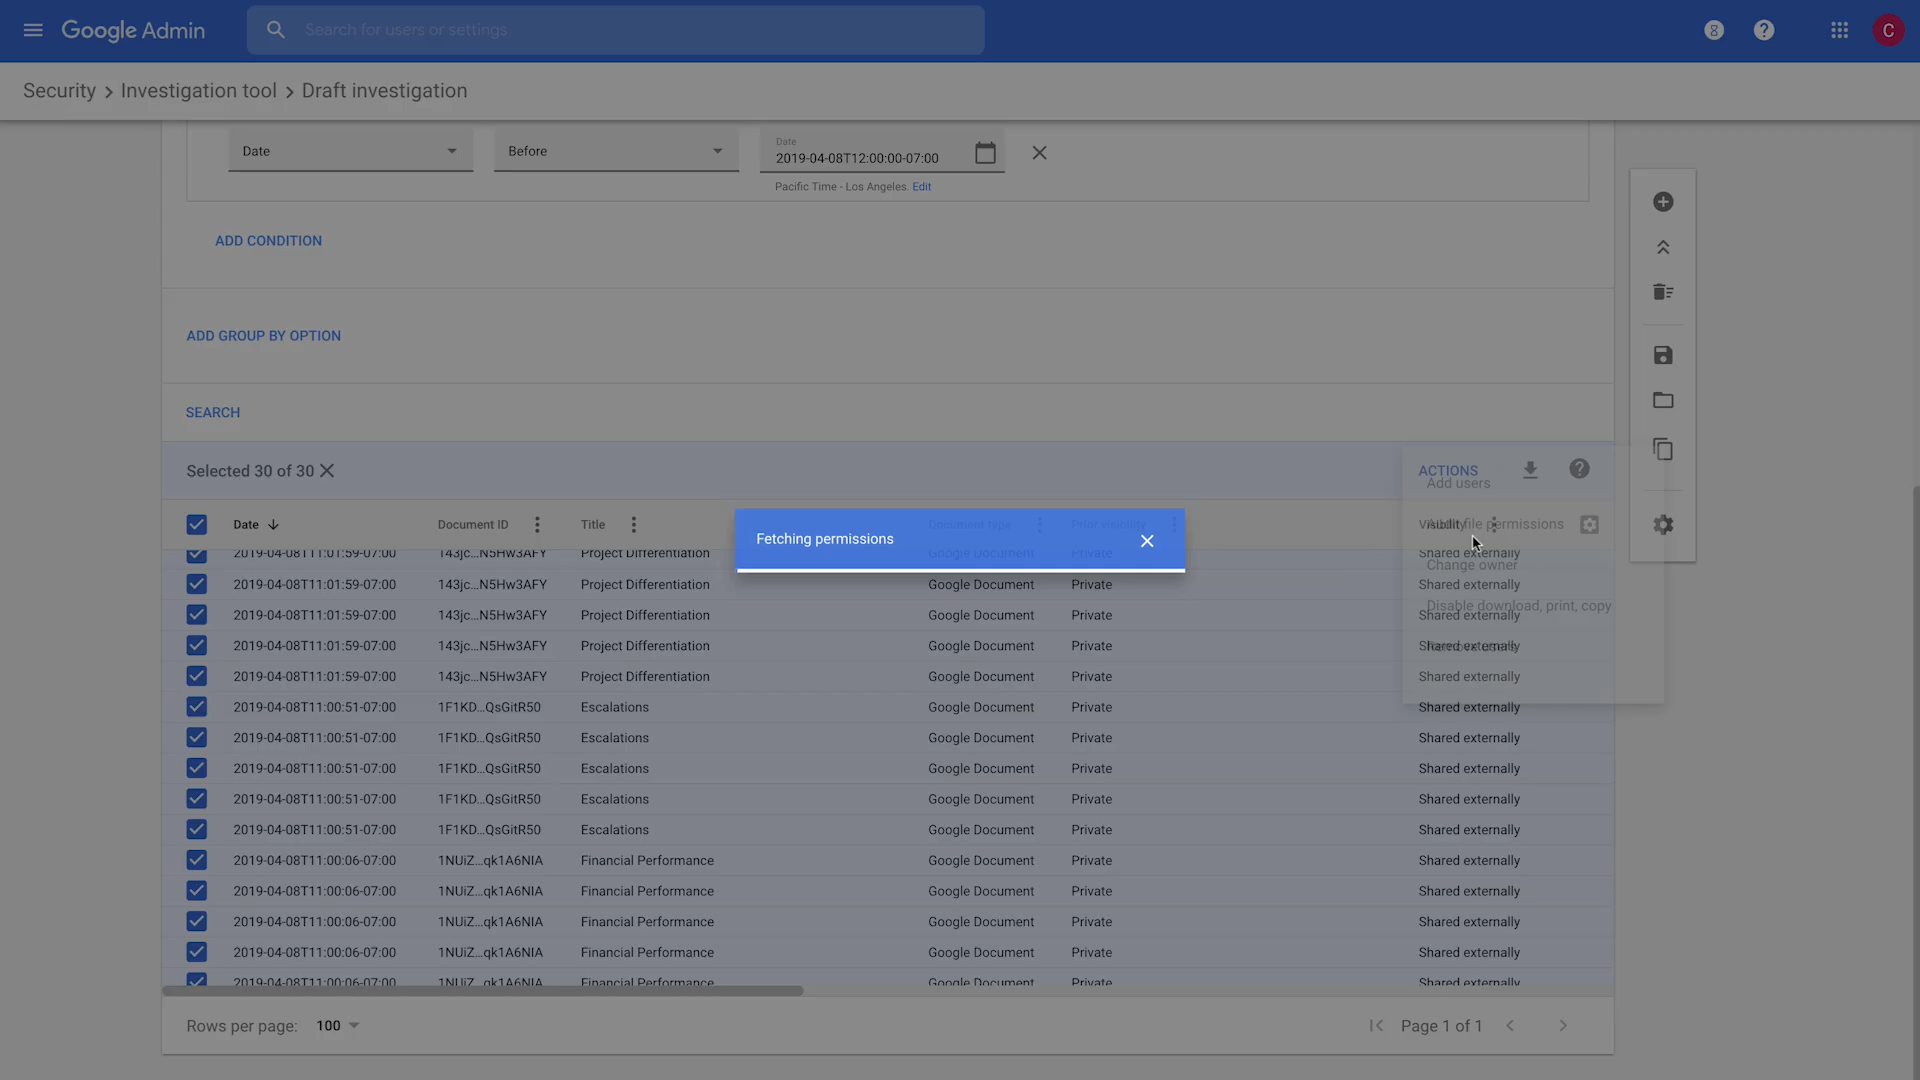 Google Admin
Search for users or settings
C
Security > Investigation tool > Draft investigation
Date
Before
Date
2019-04-08T12:00:00-07:00
Pacific Time - Los Angeles. Edit
ADD CONDITION
ADD GROUP BY OPTION
SEARCH
Selected 30 of 30
ACTIONS
Add users
Date
Document ID
Title
Document type
Prior visibility
Visibility
file permissions
Change owner
Disable download, print, copy
Fetching permissions
2019-04-08T11:01:59-07:00 143jc...N5Hw3AFY Project Differentiation Google Document Private Shared externally
2019-04-08T11:01:59-07:00 143jc...N5Hw3AFY Project Differentiation Google Document Private Shared externally
2019-04-08T11:01:59-07:00 143jc...N5Hw3AFY Project Differentiation Google Document Private Shared externally
2019-04-08T11:01:59-07:00 143jc...N5Hw3AFY Project Differentiation Google Document Private Shared externally
2019-04-08T11:01:59-07:00 143jc...N5Hw3AFY Project Differentiation Google Document Private Shared externally
2019-04-08T11:00:51-07:00 1F1KD...QsGitR50 Escalations Google Document Private Shared externally
2019-04-08T11:00:51-07:00 1F1KD...QsGitR50 Escalations Google Document Private Shared externally
2019-04-08T11:00:51-07:00 1F1KD...QsGitR50 Escalations Google Document Private Shared externally
2019-04-08T11:00:51-07:00 1F1KD...QsGitR50 Escalations Google Document Private Shared externally
2019-04-08T11:00:51-07:00 1F1KD...QsGitR50 Escalations Google Document Private Shared externally
2019-04-08T11:00:06-07:00 1NUiZ...qk1A6NIA Financial Performance Google Document Private Shared externally
2019-04-08T11:00:06-07:00 1NUiZ...qk1A6NIA Financial Performance Google Document Private Shared externally
2019-04-08T11:00:06-07:00 1NUiZ...qk1A6NIA Financial Performance Google Document Private Shared externally
2019-04-08T11:00:06-07:00 1NUiZ...qk1A6NIA Financial Performance Google Document Private Shared externally
2019-04-08T11:00:06-07:00 1NUiZ...qk1A6NIA Financial Performance Google Document Private Shared externally
Rows per page: 100
Page 1 of 1